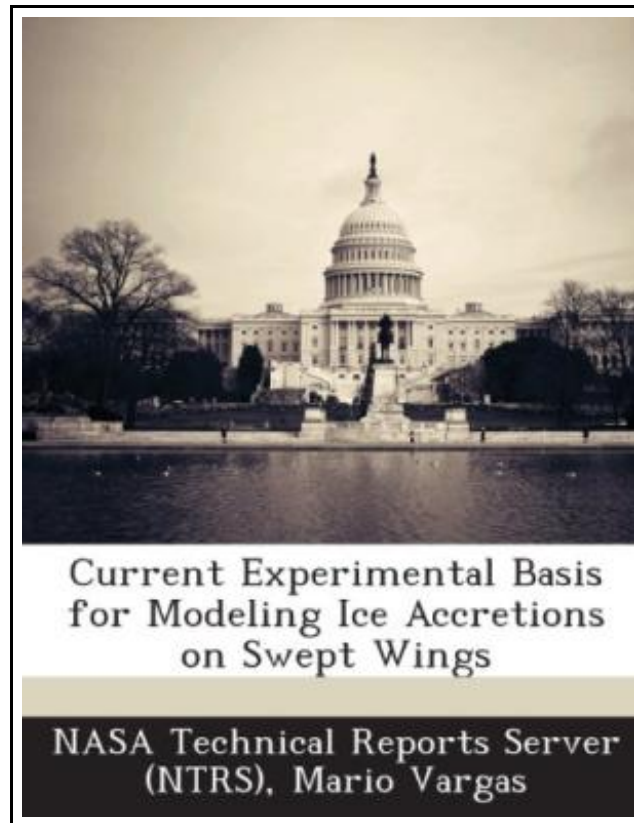 Current Experimental Basis
for Modeling Ice Accretions
on Swept Wings
NASA Technical Reports Server
(NTRS), Mario Vargas